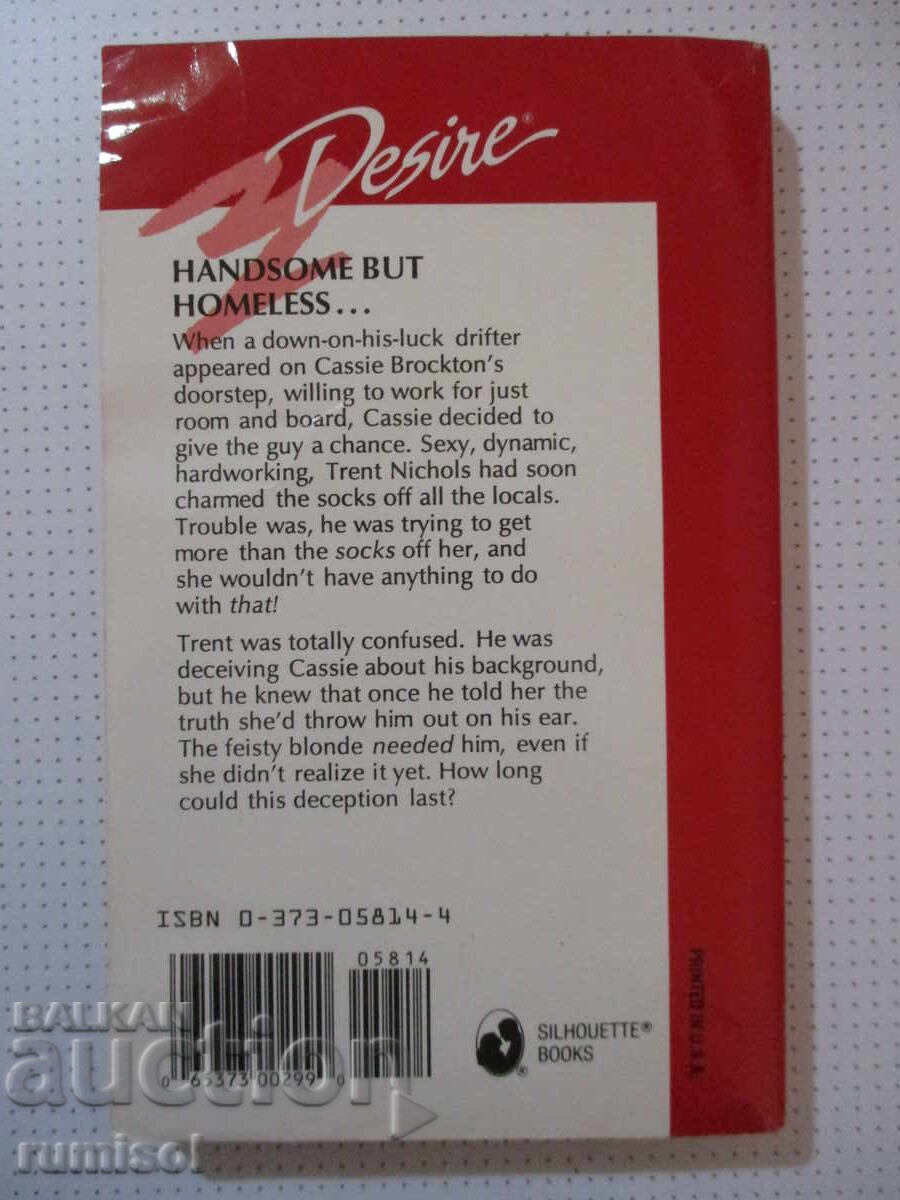 Desire®
HANDSOME BUT
HOMELESS...
When a down-on-his-luck drifter
appeared on Cassie Brockton's
doorstep, willing to work for just
room and board, Cassie decided to
give the guy a chance. Sexy, dynamic,
hardworking, Trent Nichols had soon
charmed the socks off all the locals.
Trouble was, he was trying to get
more than the socks off her, and
she wouldn't have anything to do
with that!
Trent was totally confused. He was
deceiving Cassie about his background,
but he knew that once he told her the
truth she'd throw him out on his ear.
The feisty blonde needed him, even if
she didn't realize it yet. How long
could this deception last?
ISBN 0-373-05814-4
05814
0 65373 00299 0
SILHOUETTE®
BOOKS
®
PRINTED IN U.S.A.
BALKAN
auction
rumisol